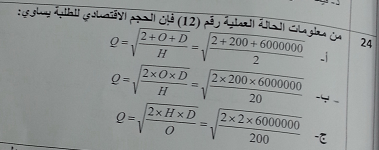 24 من معلومات الحالة العملية رقم (12) فإن الحجم الاقتصادي للطلبة يساوي:
أ- Q = √((2+O+D)/H) = √((2+200+6000000)/2)
ب- Q = √((2×O×D)/H) = √((2×200×6000000)/20)
ج- Q = √((2×H×D)/O) = √((2×2×6000000)/200)